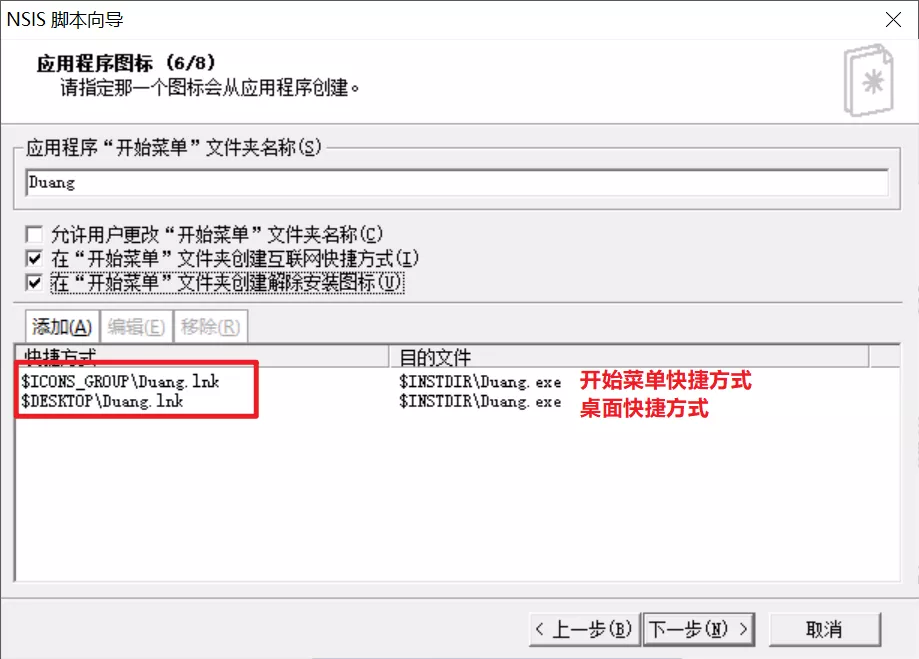 NSIS 脚本向导
应用程序图标 (6/8)
请指定那一个图标会从应用程序创建。
应用程序“开始菜单”文件夹名称(S)
Duang
允许用户更改“开始菜单”文件夹名称(C)
在“开始菜单”文件夹创建互联网快捷方式(I)
在“开始菜单”文件夹创建解除安装图标(U)
添加(A) 编辑(E) 移除(R)
快捷方式 目的文件
$ICONS_GROUP\Duang.lnk $INSTDIR\Duang.exe 开始菜单快捷方式
$DESKTOP\Duang.lnk $INSTDIR\Duang.exe 桌面快捷方式
< 上一步(B) 下一步(N) > 取消